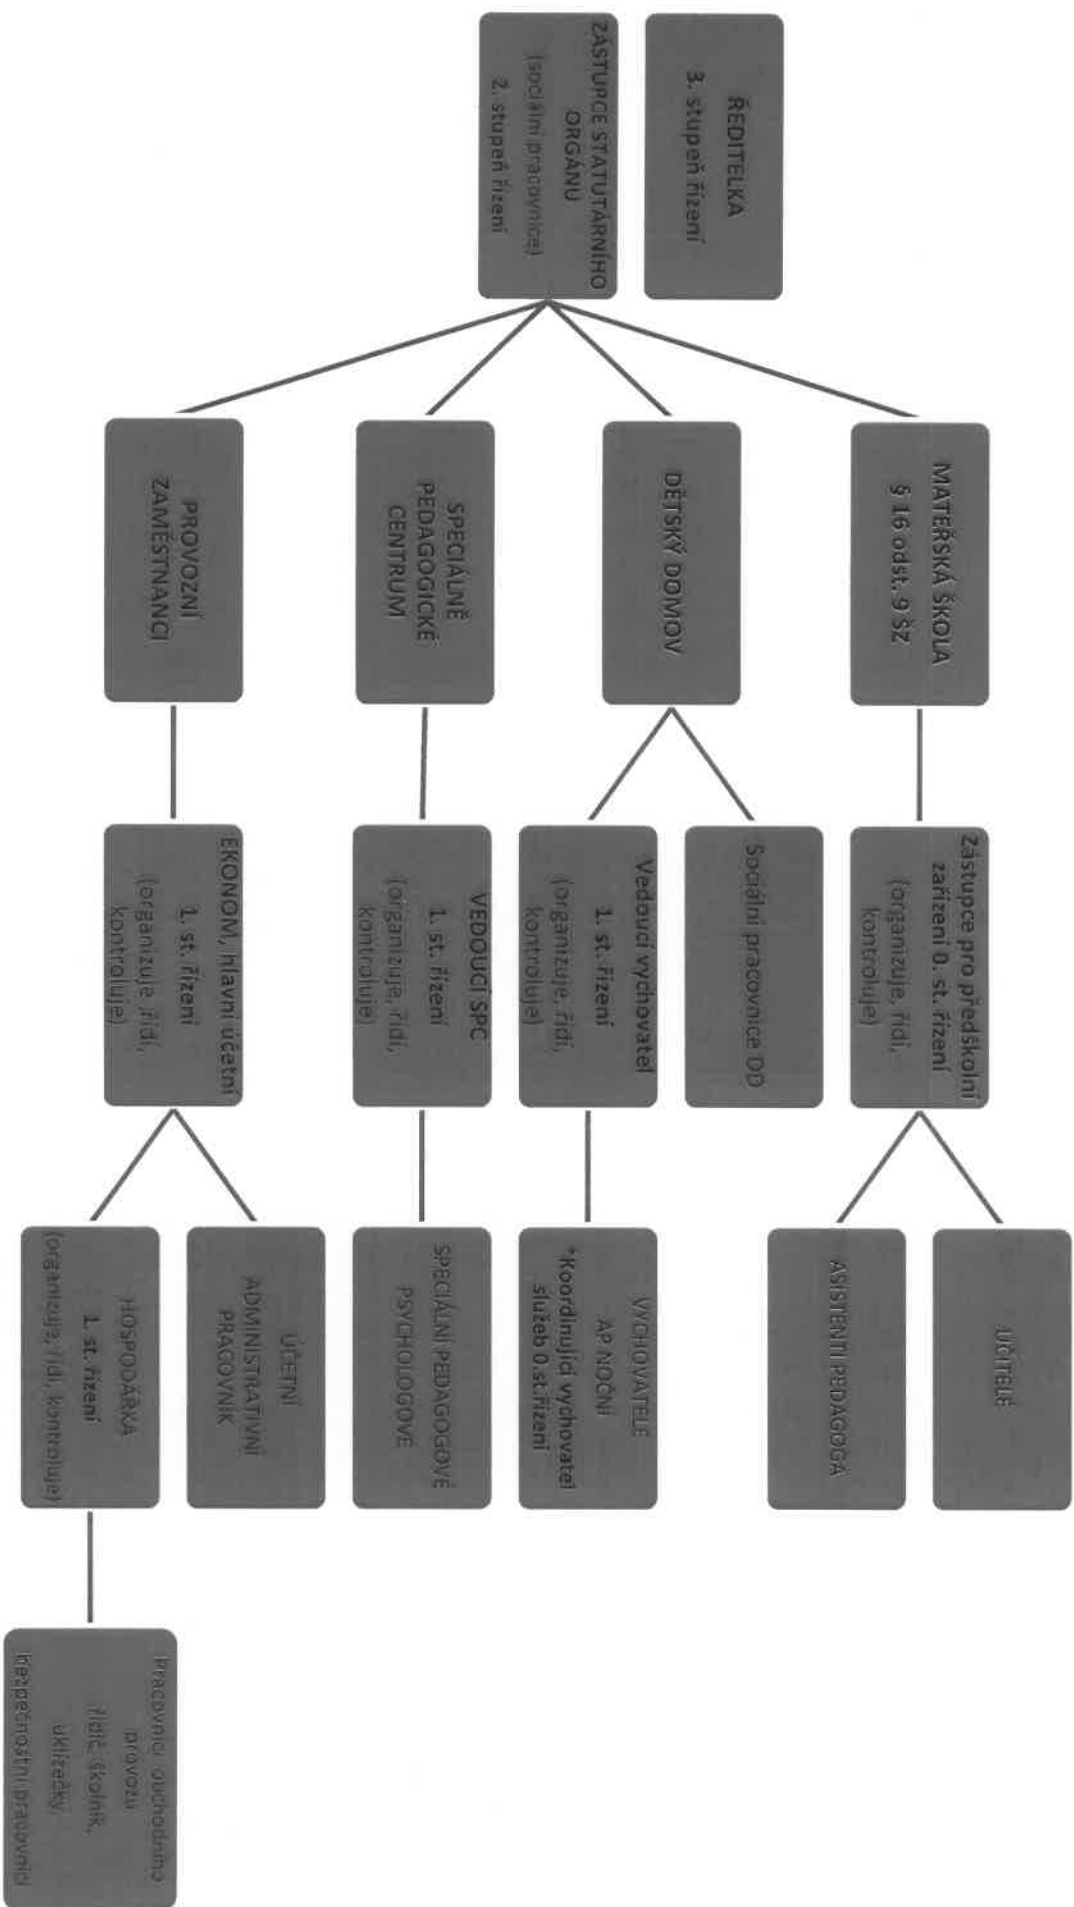 ŘEDITELKA
3. stupeň řízení
ZÁSTUPCE STATUTÁRNÍHO
ORGÁNU
(sociální pracovnice)
2. stupeň řízení
MATEŘSKÁ ŠKOLA
§ 16 odst. 9 ŠZ
DĚTSKÝ DOMOV
SPECIÁLNĚ
PEDAGOGICKÉ
CENTRUM
PROVOZNÍ
ZAMĚSTNANCI
Zástupce pro předškolní
zařízení 0. st. řízení
(organizuje, řídí,
kontroluje)
Sociální pracovnice DD
Vedoucí vychovatel
1. st. řízení
(organizuje, řídí,
kontroluje)
VEDOUCÍ SPC
1. st. řízení
(organizuje, řídí,
kontroluje)
EKONOM, hlavní účetní
1. st. řízení
(organizuje ,řídí,
kontroluje)
UČITELÉ
ASISTENTI PEDAGOGA
VYCHOVATELÉ
AP NOČNÍ
*Koordinující vychovatel
služeb 0.st.řízení
SPECIÁLNÍ PEDAGOGOVÉ
PSYCHOLOGOVÉ
ÚČETNÍ
ADMINISTRATIVNÍ
PRACOVNÍK
HOSPODÁŘKA
1. st. řízení
(organizuje, řídí, kontroluje)
Pracovníci
provozu
řidič, školník,
uklízečky,
bezpečnostní pracovníci